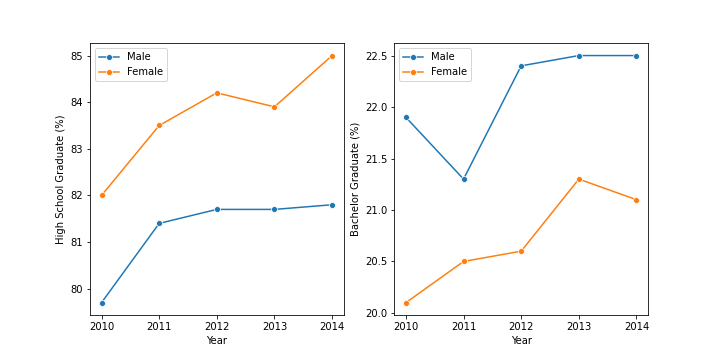 Male
Female
85
84
83
82
81
80
High School Graduate (%)
2010 2011 2012 2013 2014
Year
Male
Female
22.5
22.0
21.5
21.0
20.5
20.0
Bachelor Graduate (%)
2010 2011 2012 2013 2014
Year